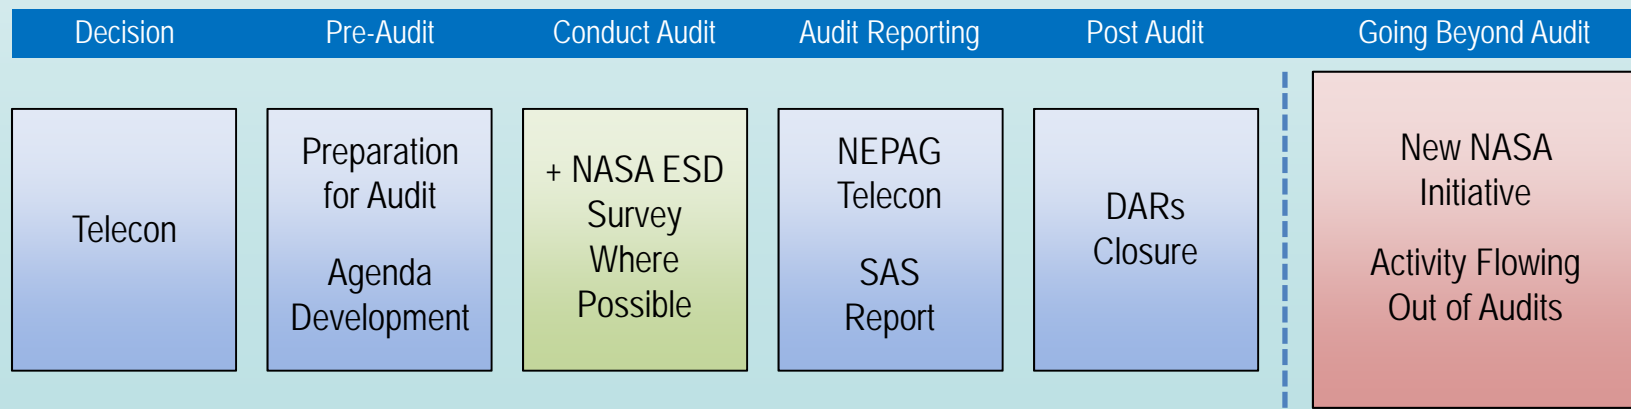 Decision Pre-Audit Conduct Audit Audit Reporting Post Audit Going Beyond Audit
Telecon
Preparation
for Audit
Agenda
Development
+ NASA ESD
Survey
Where
Possible
NEPAG
Telecon
SAS
Report
DARs
Closure
New NASA
Initiative
Activity Flowing
Out of Audits